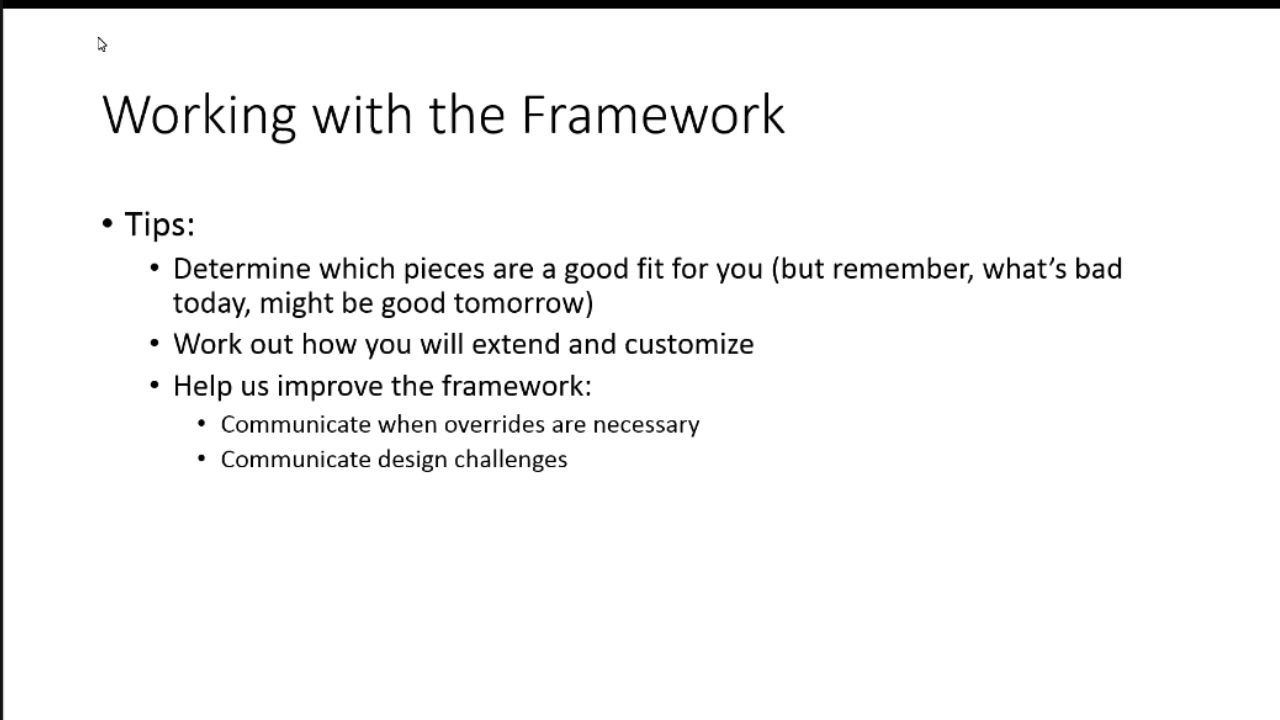 Working with the Framework
• Tips:
• Determine which pieces are a good fit for you (but remember, what’s bad
today, might be good tomorrow)
• Work out how you will extend and customize
• Help us improve the framework:
• Communicate when overrides are necessary
• Communicate design challenges